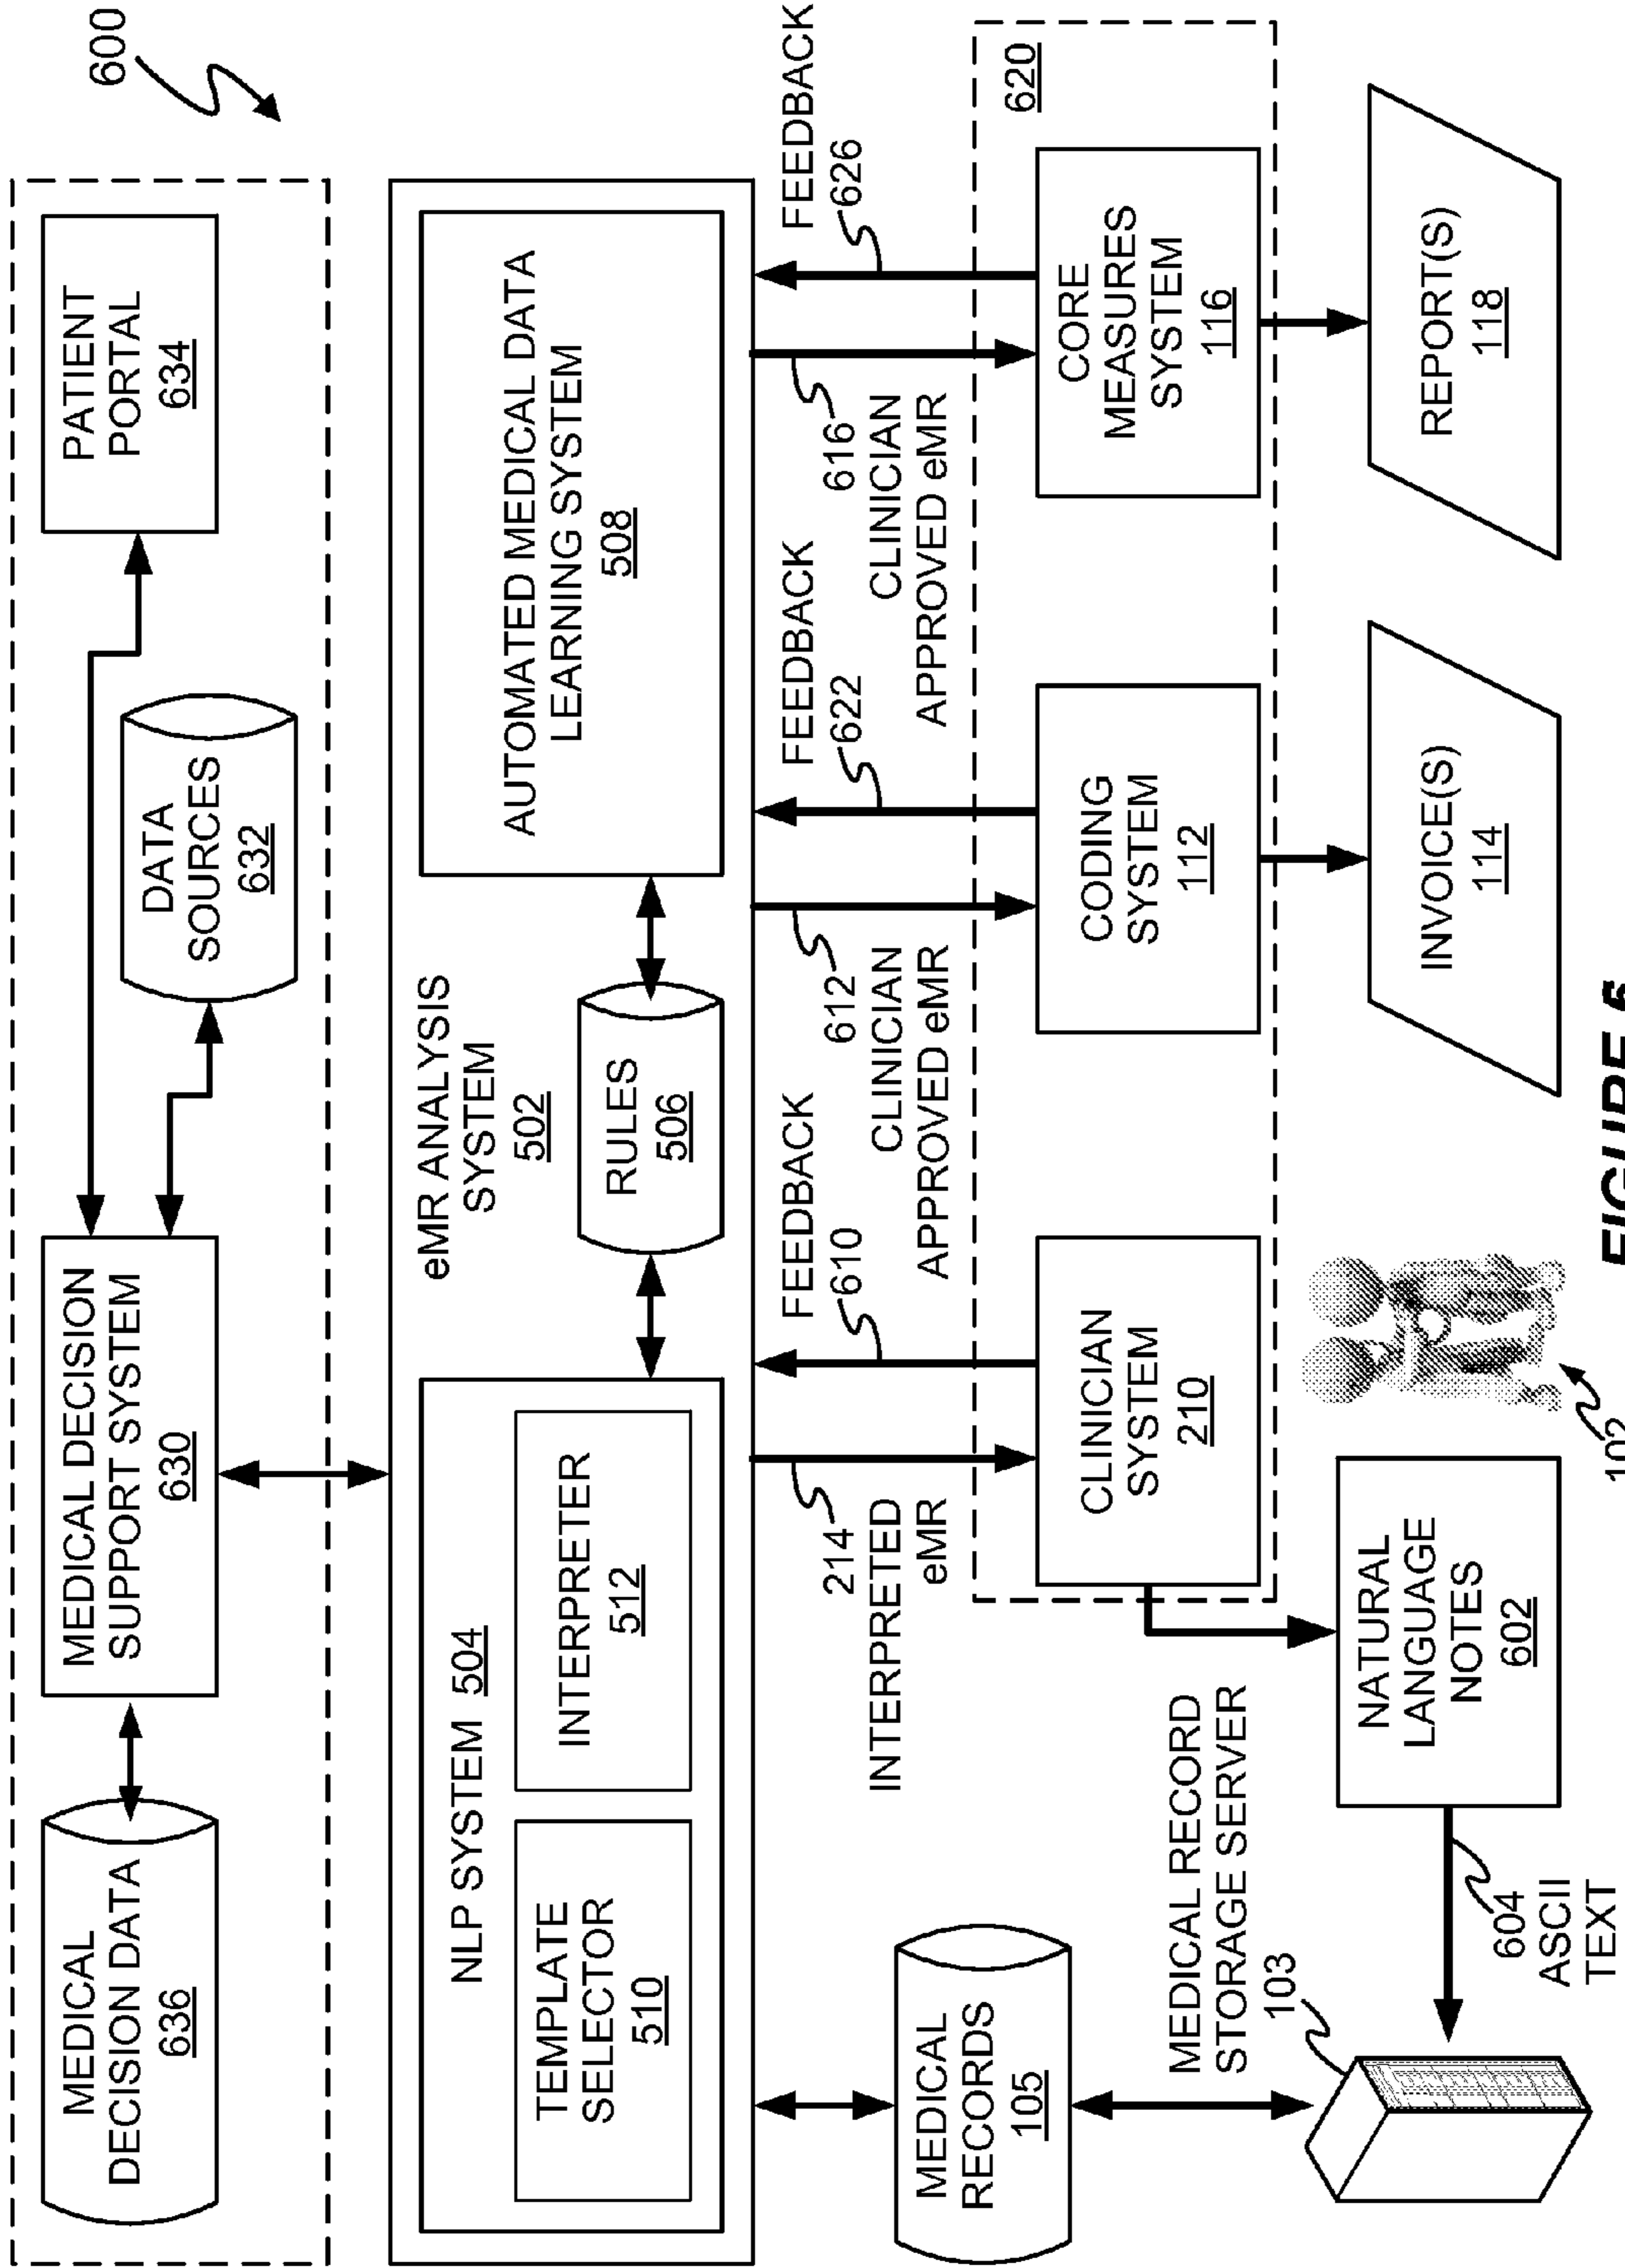 600
MEDICAL
DECISION DATA
636
MEDICAL DECISION
SUPPORT SYSTEM
630
DATA
SOURCES
632
PATIENT
PORTAL
634
NLP SYSTEM 504
TEMPLATE
SELECTOR
510
INTERPRETER
512
eMR ANALYSIS
SYSTEM
502
RULES
506
AUTOMATED MEDICAL DATA
LEARNING SYSTEM
508
MEDICAL
RECORDS
105
214
INTERPRETED
eMR
FEEDBACK
610
612
CLINICIAN
APPROVED eMR
FEEDBACK
622
616
CLINICIAN
APPROVED eMR
FEEDBACK
626
620
CLINICIAN
SYSTEM
210
CODING
SYSTEM
112
CORE
MEASURES
SYSTEM
116
MEDICAL RECORD
STORAGE SERVER
103
604
ASCII
TEXT
NATURAL
LANGUAGE
NOTES
602
102
INVOICE(S)
114
REPORT(S)
118
FIGURE